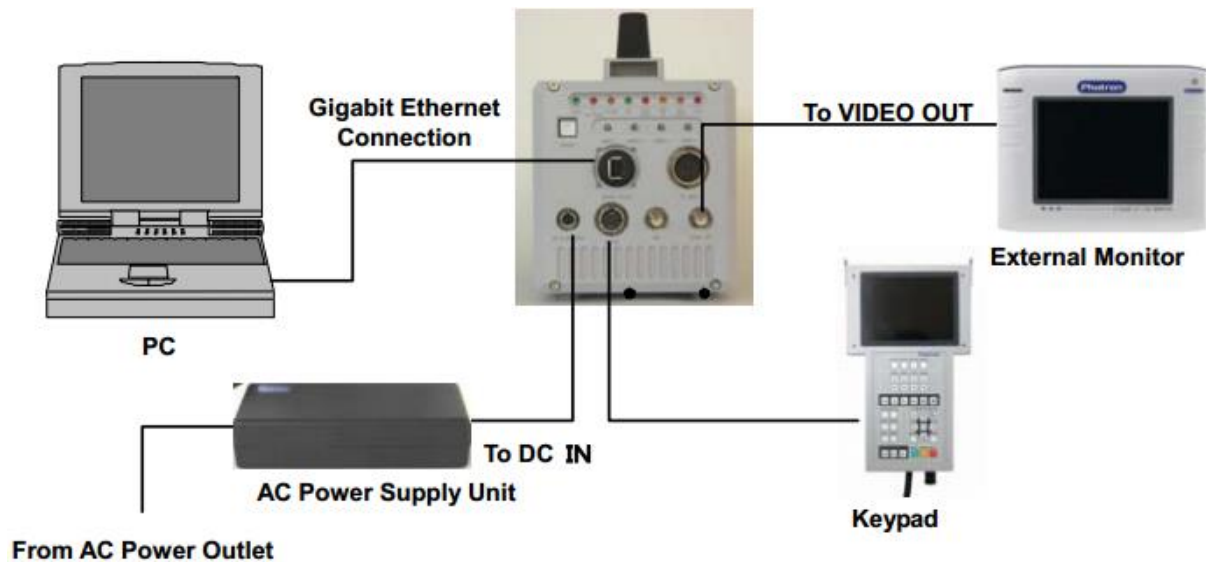 Gigabit Ethernet
Connection
To VIDEO OUT
Photron
External Monitor
PC
To DC IN
AC Power Supply Unit
Keypad
From AC Power Outlet